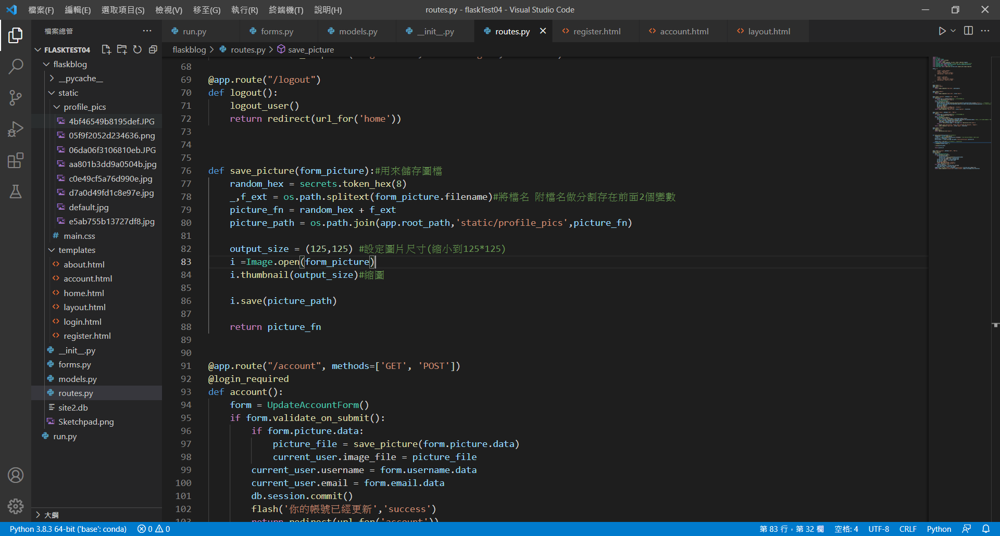 檔案(F) 編輯(E) 選取項目(S) 檢視(V) 移至(G) 執行(R) 終端機(T) 說明(H) routes.py - flaskTest04 - Visual Studio Code
檔案總管
run.py forms.py models.py __init__.py routes.py register.html account.html layout.html
FLASKTEST04
flaskblog > routes.py > save_picture
flaskblog
__pycache__
static
profile_pics
4bf46549b8195def.JPG
05f9f2052d234636.png
06da06f3106810eb.JPG
aa801b3dd9a0504b.jpg
c0e49cf5a76d990e.jpg
d7a0d49fd1c8e97e.jpg
default.jpg
e5ab755b13727df8.jpg
main.css
templates
about.html
account.html
home.html
layout.html
login.html
register.html
__init__.py
forms.py
models.py
routes.py
site2.db
Sketchpad.png
run.py
大綱
68
69 @app.route("/logout")
70 def logout():
71 logout_user()
72 return redirect(url_for('home'))
73
74
75
76 def save_picture(form_picture):#用來儲存圖檔
77 random_hex = secrets.token_hex(8)
78 _,f_ext = os.path.splitext(form_picture.filename)#將檔名 附檔名做分割存在前面2個變數
79 picture_fn = random_hex + f_ext
80 picture_path = os.path.join(app.root_path,'static/profile_pics',picture_fn)
81
82 output_size = (125,125) #設定圖片尺寸(縮小到125*125)
83 i =Image.open(form_picture)
84 i.thumbnail(output_size)#縮圖
85
86 i.save(picture_path)
87
88 return picture_fn
89
90
91 @app.route("/account", methods=['GET', 'POST'])
92 @login_required
93 def account():
94 form = UpdateAccountForm()
95 if form.validate_on_submit():
96 if form.picture.data:
97 picture_file = save_picture(form.picture.data)
98 current_user.image_file = picture_file
99 current_user.username = form.username.data
100 current_user.email = form.email.data
101 db.session.commit()
102 flash('你的帳號已經更新','success')
103 return redirect(url_for('account'))
Python 3.8.3 64-bit ('base': conda) 0 0 第 83 行，第 32 欄 空格: 4 UTF-8 CRLF Python